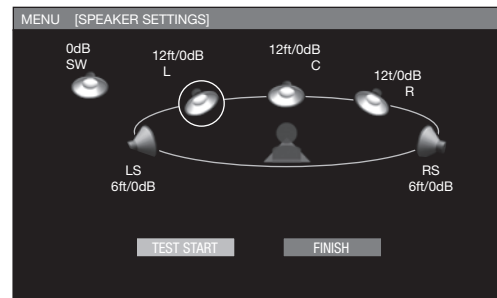 MENU [SPEAKER SETTINGS]
0dB
SW
12ft/0dB
L
12ft/0dB
C
12t/0dB
R
LS
6ft/0dB
RS
6ft/0dB
TEST START
FINISH